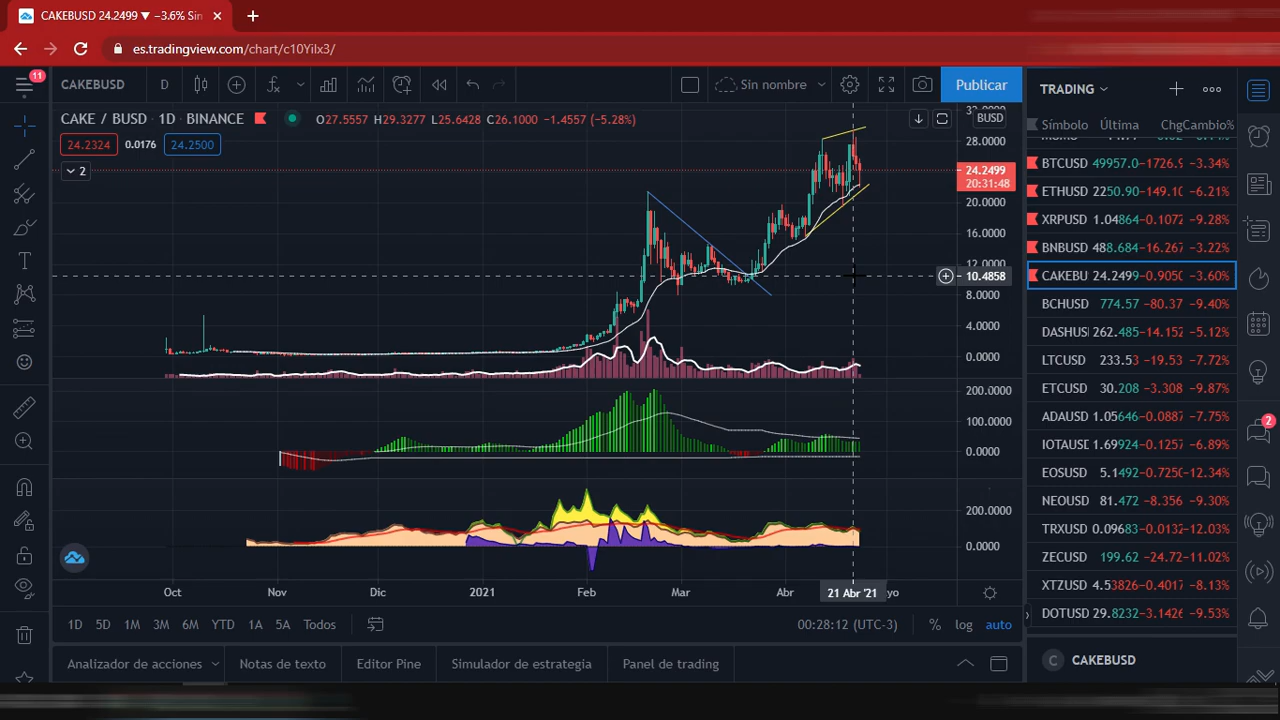 CAKEBUSD 24.2499 ▼ −3.6% Sin
es.tradingview.com/chart/c10Yilx3/
11
CAKEBUSD
D
Sin nombre
Publicar
TRADING
CAKE / BUSD · 1D · BINANCE
O27.5557 H29.3277 L25.6428 C26.1000 −1.4557 (−5.28%)
24.2324
0.0176
24.2500
2
BUSD
28.0000
24.2499
20:31:48
20.0000
16.0000
12.0000
10.4858
8.0000
4.0000
0.0000
200.0000
100.0000
0.0000
200.0000
0.0000
Oct
Nov
Dic
2021
Feb
Mar
Abr
21 Abr '21
yo
1D
5D
1M
3M
6M
YTD
1A
5A
Todos
00:28:12 (UTC-3)
%
log
auto
Analizador de acciones
Notas de texto
Editor Pine
Simulador de estrategia
Panel de trading
Símbolo Última Chg Cambio%
BTCUSD 49957.0 −1726.9 −3.34%
ETHUSD 2250.90 −149.10 −6.21%
XRPUSD 1.04864 −0.1072 −9.28%
BNBUSD 488.684 −16.267 −3.22%
CAKEBU 24.2499 −0.9050 −3.60%
BCHUSD 774.57 −80.37 −9.40%
DASHUS 262.485 −14.152 −5.12%
LTCUSD 233.53 −19.53 −7.72%
ETCUSD 30.208 −3.308 −9.87%
ADAUSD 1.05646 −0.0887 −7.75%
IOTAUSD 1.69924 −0.1257 −6.89%
EOSUSD 5.1492 −0.7250 −12.34%
NEOUSD 81.472 −8.356 −9.30%
TRXUSD 0.09683 −0.0132 −12.03%
ZECUSD 199.62 −24.72 −11.02%
XTZUSD 4.53826 −0.4017 −8.13%
DOTUSD 29.8232 −3.1426 −9.53%
C CAKEBUSD
2